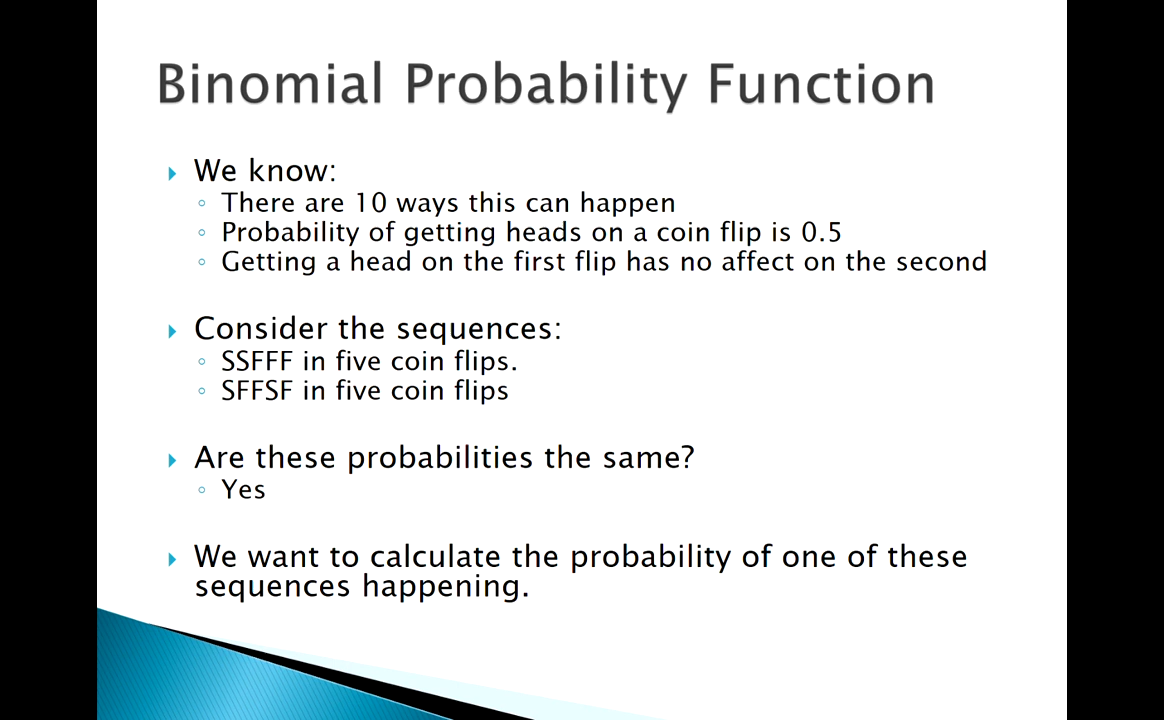 Binomial Probability Function
We know:
There are 10 ways this can happen
Probability of getting heads on a coin flip is 0.5
Getting a head on the first flip has no affect on the second
Consider the sequences:
SSFFF in five coin flips.
SFFSF in five coin flips
Are these probabilities the same?
Yes
We want to calculate the probability of one of these
sequences happening.